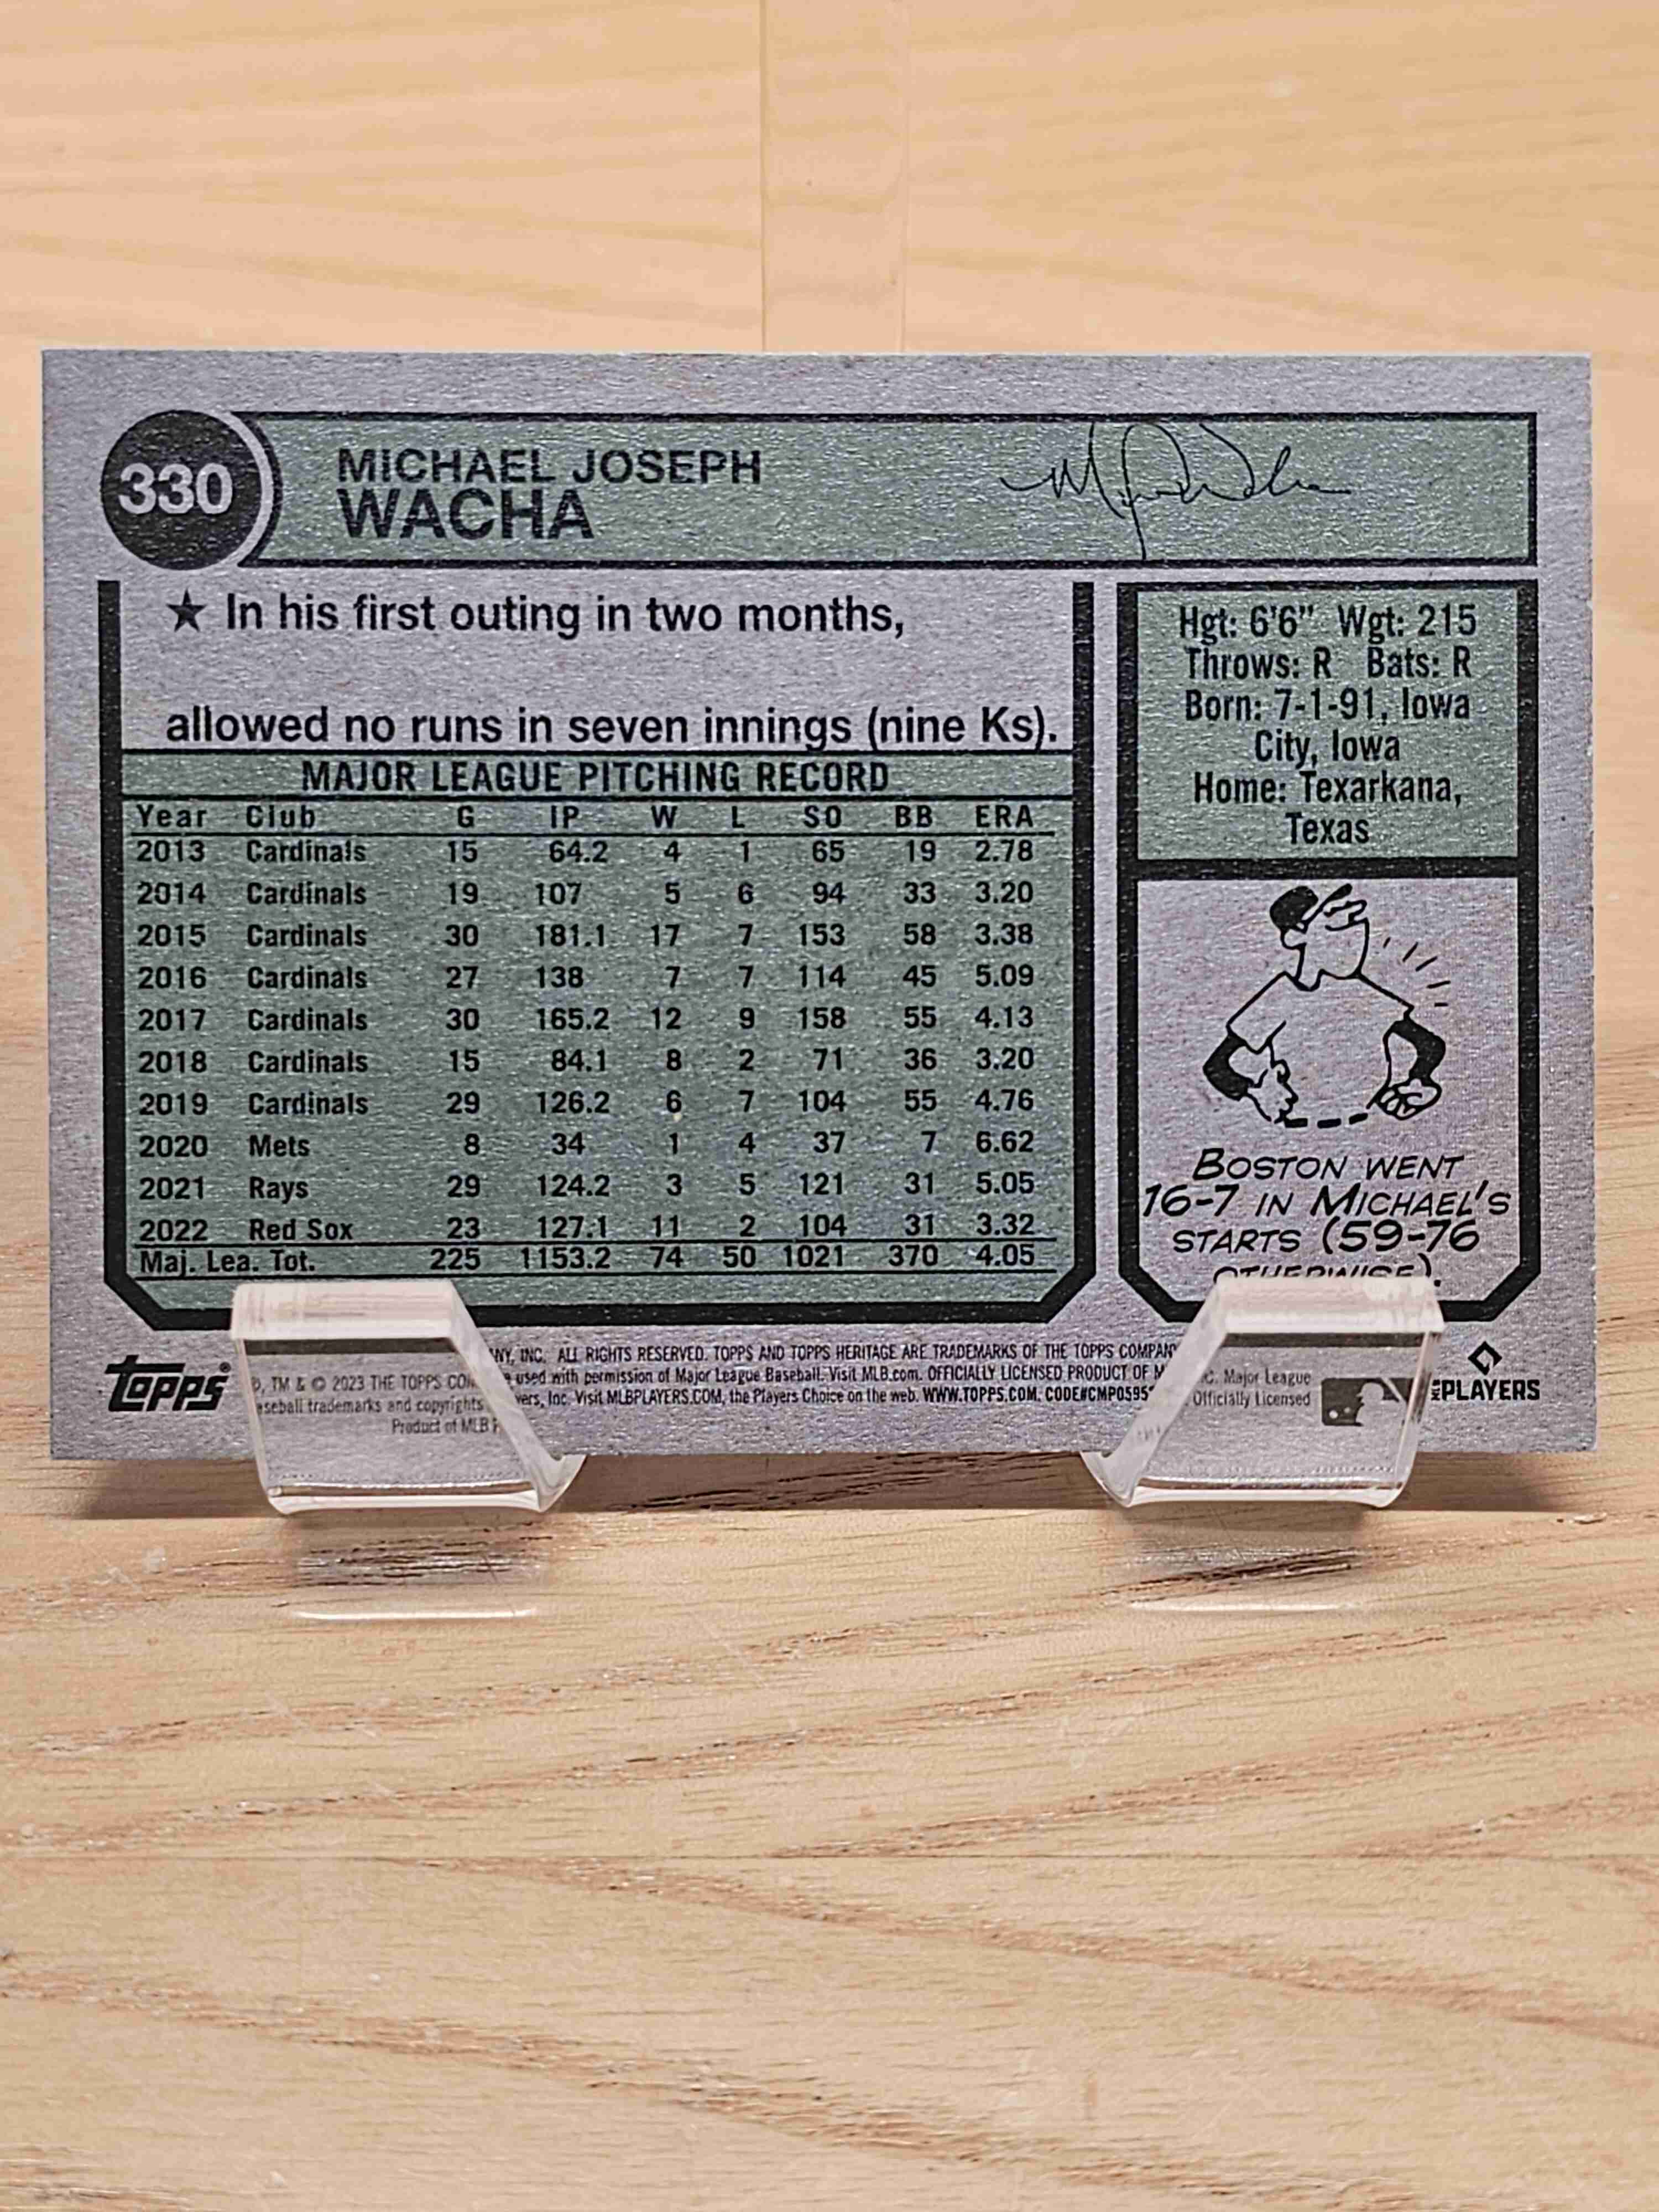 330
MICHAEL JOSEPH
WACHA
★ In his first outing in two months,
allowed no runs in seven innings (nine Ks).
MAJOR LEAGUE PITCHING RECORD
Year Club G IP W L SO BB ERA
2013 Cardinals 15 64.2 4 1 65 19 2.78
2014 Cardinals 19 107 5 6 94 33 3.20
2015 Cardinals 30 181.1 17 7 153 58 3.38
2016 Cardinals 27 138 7 7 114 45 5.09
2017 Cardinals 30 165.2 12 9 158 55 4.13
2018 Cardinals 15 84.1 8 2 71 36 3.20
2019 Cardinals 29 126.2 6 7 104 55 4.76
2020 Mets 8 34 1 4 37 7 6.62
2021 Rays 29 124.2 3 5 121 31 5.05
2022 Red Sox 23 127.1 11 2 104 31 3.32
Maj. Lea. Tot. 225 1153.2 74 50 1021 370 4.05
Hgt: 6'6" Wgt: 215
Throws: R Bats: R
Born: 7-1-91, Iowa
City, Iowa
Home: Texarkana,
Texas
BOSTON WENT
16-7 IN MICHAEL'S
STARTS (59-76
OTHERWISE).
topps®
, TM & © 2023 THE TOPPS INC. ALL RIGHTS RESERVED. TOPPS AND TOPPS HERITAGE ARE TRADEMARKS OF THE TOPPS
trademarks and copyrights used with permission of Major League Baseball. Visit MLB.com. OFFICIALLY LICENSED PRODUCT OF Major League
Inc. Visit MLBPLAYERS.COM, the Players Choice on the web. WWW.TOPPS.COM. Officially Licensed
Product of MLB
PLAYERS